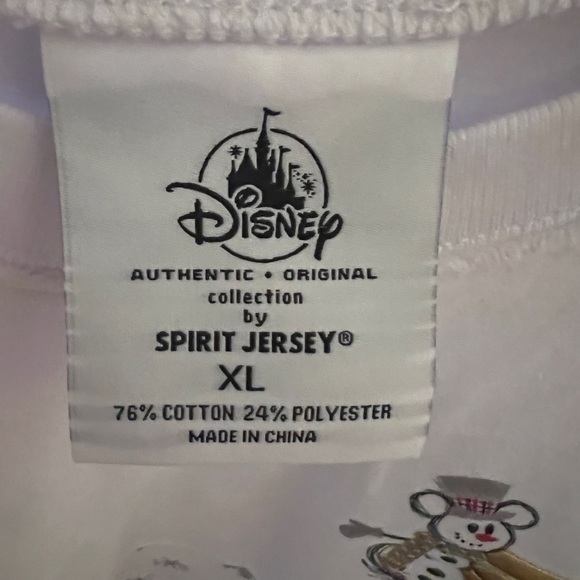 Disney
AUTHENTIC • ORIGINAL
collection
by
SPIRIT JERSEY®
XL
76% COTTON 24% POLYESTER
MADE IN CHINA